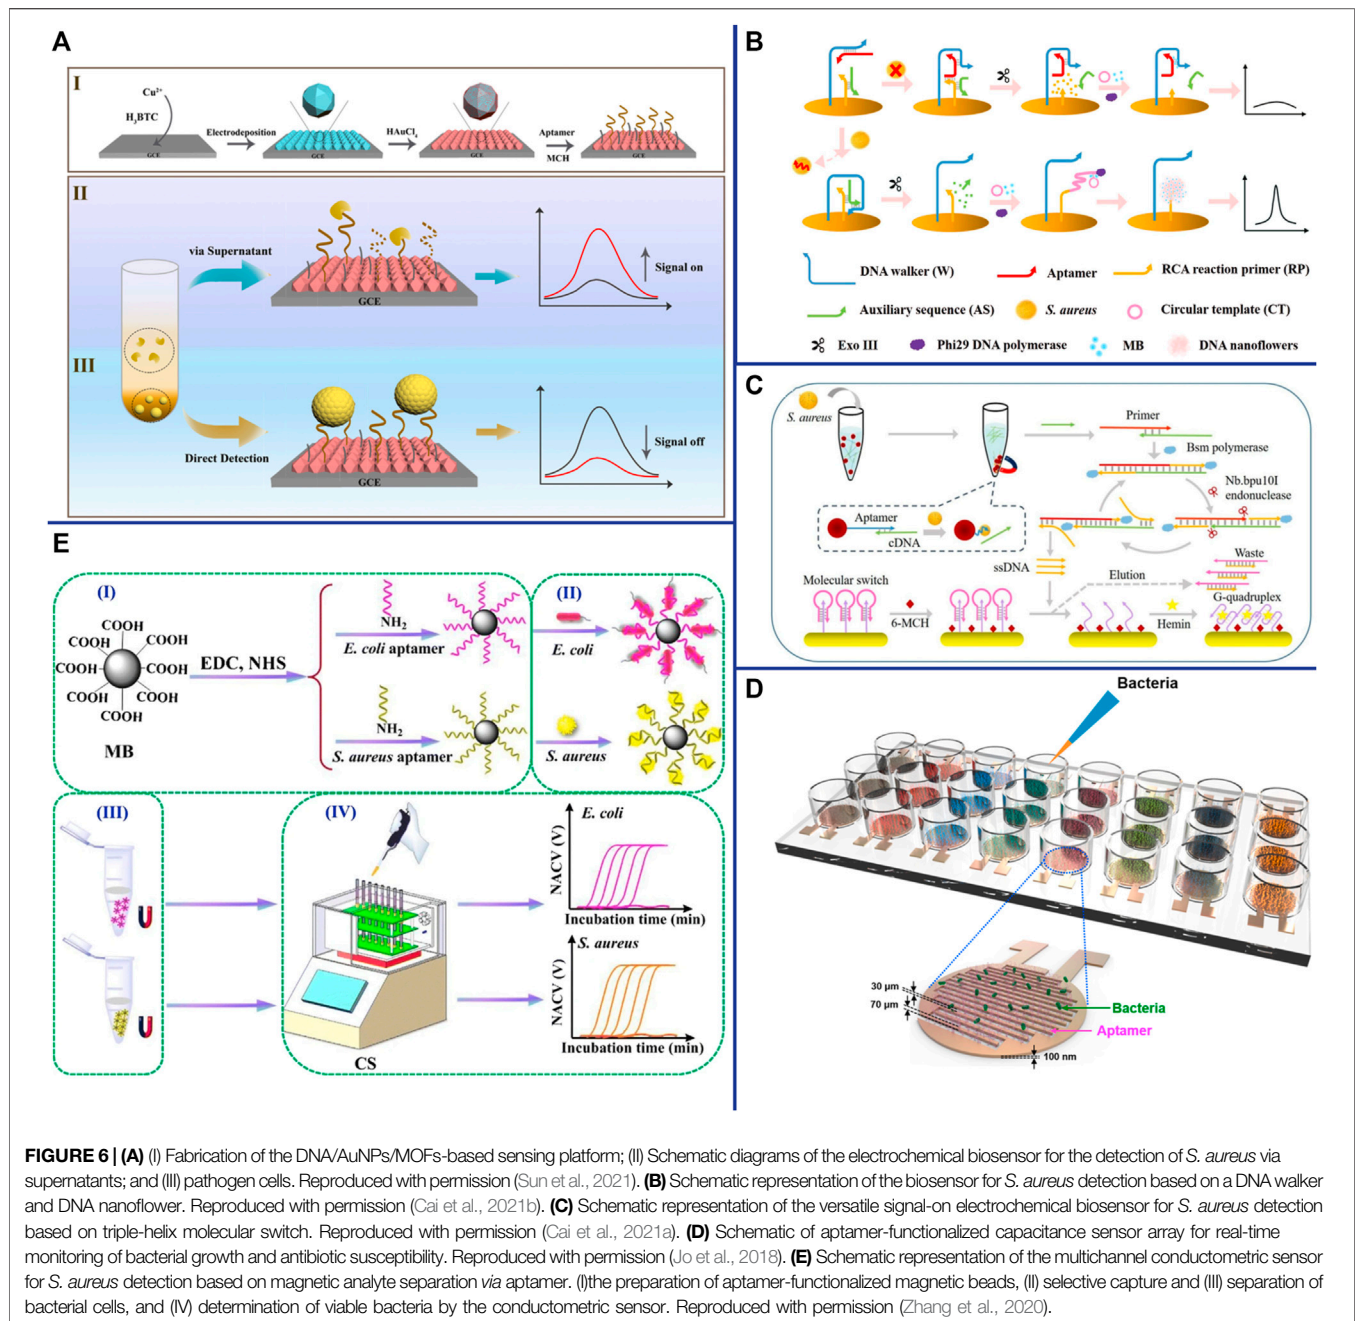 A
I
Cu²⁺
H₃BTC
GCE
Electrodeposition
GCE
HAuCl₄
GCE
Aptamer
MCH
GCE
II
via Supernatant
GCE
Signal on
III
Direct Detection
GCE
Signal off
B
DNA walker (W)
Aptamer
RCA reaction primer (RP)
Auxiliary sequence (AS)
S. aureus
Circular template (CT)
Exo III
Phi29 DNA polymerase
MB
DNA nanoflowers
C
S. aureus
Primer
Bsm polymerase
Nb.bpu10I
endonuclease
Aptamer
cDNA
ssDNA
Waste
Elution
Molecular switch
6-MCH
Hemin
G-quadruplex
D
Bacteria
30 µm
70 µm
Bacteria
Aptamer
100 nm
E
(I)
COOH
COOH
COOH
COOH
COOH
COOH
COOH
COOH
MB
EDC, NHS
NH₂
E. coli aptamer
NH₂
S. aureus aptamer
(II)
E. coli
S. aureus
(III)
(IV)
CS
E. coli
NACV (V)
Incubation time (min)
S. aureus
NACV (V)
Incubation time (min)
FIGURE 6 | (A) (I) Fabrication of the DNA/AuNPs/MOFs-based sensing platform; (II) Schematic diagrams of the electrochemical biosensor for the detection of S. aureus via
supernatants; and (III) pathogen cells. Reproduced with permission (Sun et al., 2021). (B) Schematic representation of the biosensor for S. aureus detection based on a DNA walker
and DNA nanoflower. Reproduced with permission (Cai et al., 2021b). (C) Schematic representation of the versatile signal-on electrochemical biosensor for S. aureus detection
based on triple-helix molecular switch. Reproduced with permission (Cai et al., 2021a). (D) Schematic of aptamer-functionalized capacitance sensor array for real-time
monitoring of bacterial growth and antibiotic susceptibility. Reproduced with permission (Jo et al., 2018). (E) Schematic representation of the multichannel conductometric sensor
for S. aureus detection based on magnetic analyte separation via aptamer. (I)the preparation of aptamer-functionalized magnetic beads, (II) selective capture and (III) separation of
bacterial cells, and (IV) determination of viable bacteria by the conductometric sensor. Reproduced with permission (Zhang et al., 2020).